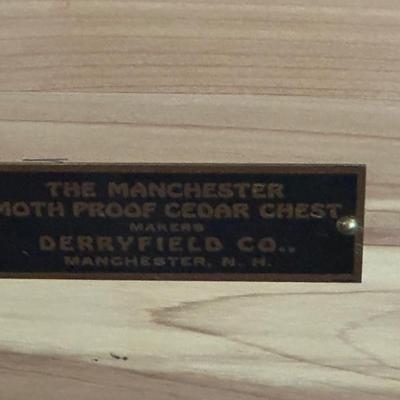 THE MANCHESTER
MOTH PROOF CEDAR CHEST
MAKERS
DERRYFIELD CO.,
MANCHESTER, N. H.